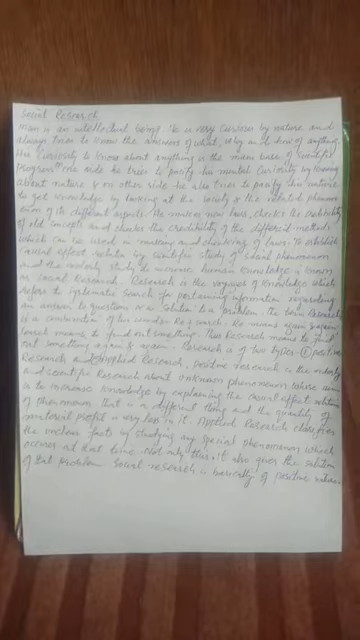 Social Research
Man is an intellectual being. He is very curious by nature and
always tries to know the answers of what, why and how of anything.
His curiosity to know about anything is the main base of scientific
progress. One side he tries to pacify his mental curiosity by knowing
about nature & on other side he also tries to pacify his nature
to get knowledge by looking at the society & the related phenom
enon of its different aspects. He makes new laws, checks the
of old concepts and checks the credibility of the different methods
which can be used in making and checking of laws. To establish
causal effect relation by scientific study of social phenomenon
and the orderly study to increase human knowledge is known
as Social Research. Research is the voyages of knowledge which
refers to systematic search for pertaining information regarding
an answer to question or a solution to a problem. The term Research
is a combination of two words Re + search. Re means again & again,
search means to find out something. Thus Research means to find
out something again & again. Research is of two types - ① positive
Research and ② Applied Research, positive research is the orderly
and scientific research about unknown phenomenon whose aim
is to increase knowledge by explaining the causal effect relation
of phenomenon that is a different thing and the quantity of
material profit is very less in it. Applied Research clarifies
the unclear facts by studying any special phenomenon which
occurs at that time. Not only this, it also gives the solution
of that problem. Social research is basically of positive nature